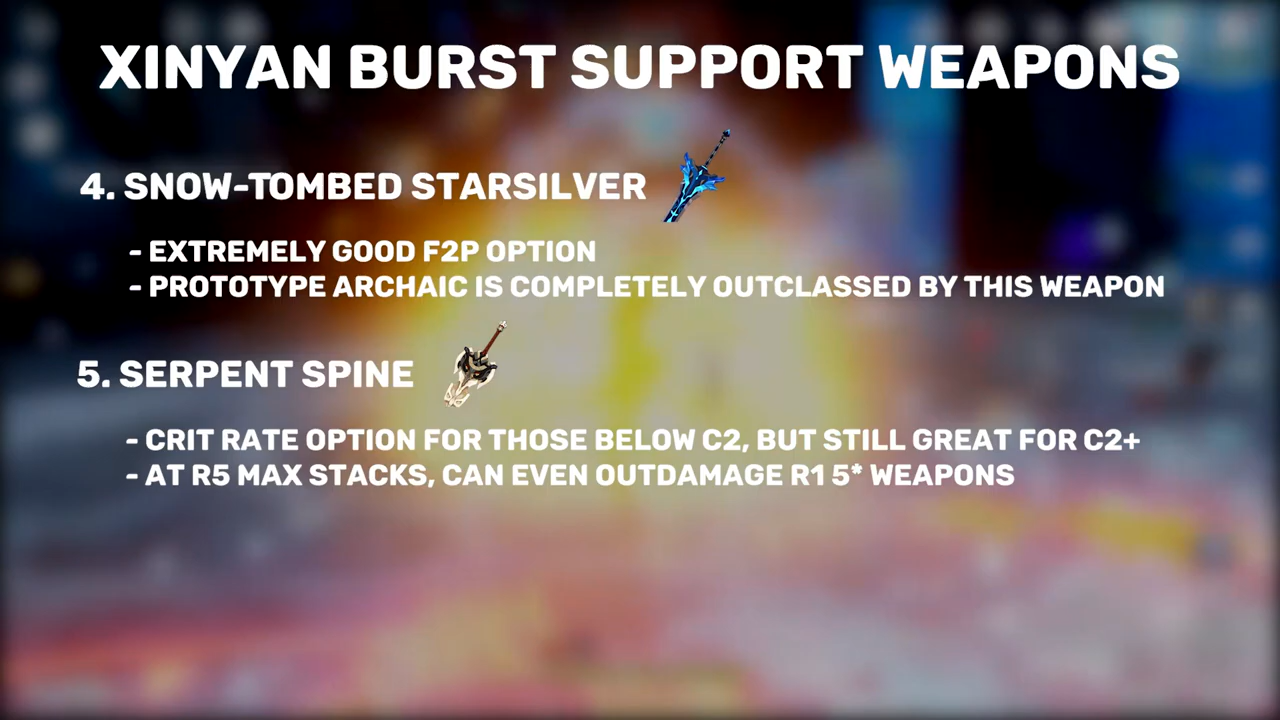 XINYAN BURST SUPPORT WEAPONS
4. SNOW-TOMBED STARSILVER
- EXTREMELY GOOD F2P OPTION
- PROTOTYPE ARCHAIC IS COMPLETELY OUTCLASSED BY THIS WEAPON
5. SERPENT SPINE
- CRIT RATE OPTION FOR THOSE BELOW C2, BUT STILL GREAT FOR C2+
- AT R5 MAX STACKS, CAN EVEN OUTDAMAGE R1 5* WEAPONS